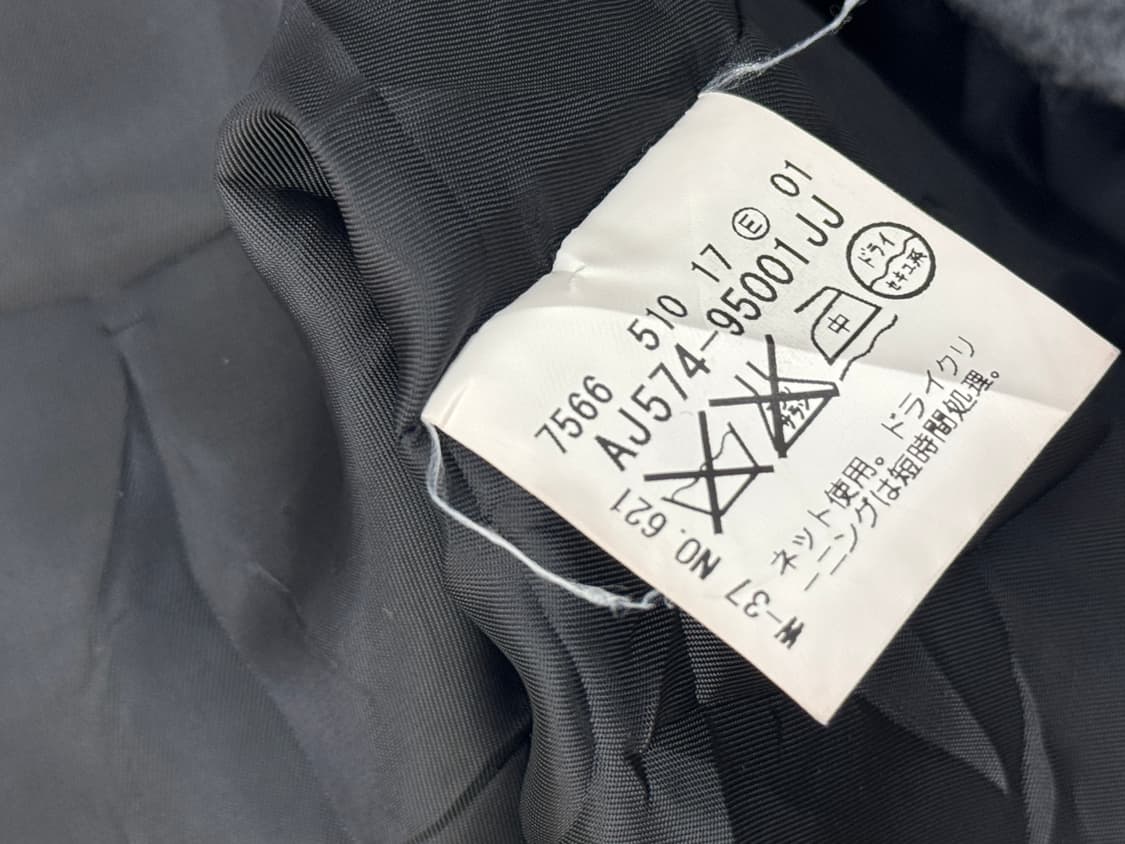 7566 510 17 Ⓔ 01
AJ574-95001JJ
ドライ
セキユ系
中
ネット使用。ドライクリ
ーニングは短時間処理。
W-37 NO. 621